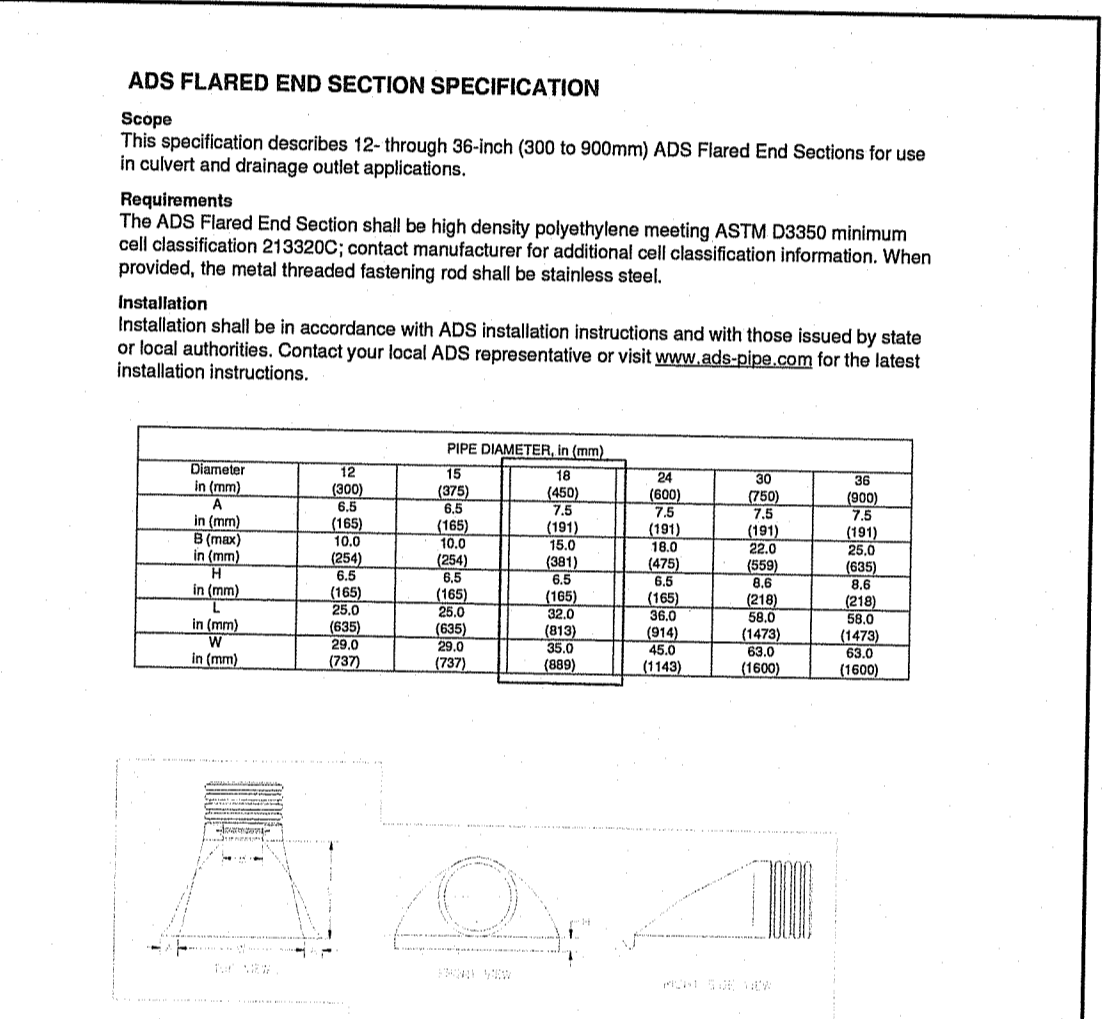 ADS FLARED END SECTION SPECIFICATION
Scope
This specification describes 12- through 36-inch (300 to 900mm) ADS Flared End Sections for use
in culvert and drainage outlet applications.
Requirements
The ADS Flared End Section shall be high density polyethylene meeting ASTM D3350 minimum
cell classification 213320C; contact manufacturer for additional cell classification information. When
provided, the metal threaded fastening rod shall be stainless steel.
Installation
Installation shall be in accordance with ADS installation instructions and with those issued by state
or local authorities. Contact your local ADS representative or visit www.ads-pipe.com for the latest
installation instructions.
PIPE DIAMETER, in (mm)
Diameter 12 15 18 24 30 36
in (mm) (300) (375) (450) (600) (750) (900)
A 6.5 6.5 7.5 7.5 7.5 7.5
in (mm) (165) (165) (191) (191) (191) (191)
B (max) 10.0 10.0 15.0 18.0 22.0 25.0
in (mm) (254) (254) (381) (475) (559) (635)
H 6.5 6.5 6.5 6.5 8.6 8.6
in (mm) (165) (165) (165) (165) (218) (218)
L 25.0 25.0 32.0 36.0 58.0 58.0
in (mm) (635) (635) (813) (914) (1473) (1473)
W 29.0 29.0 35.0 45.0 63.0 63.0
in (mm) (737) (737) (889) (1143) (1600) (1600)
H
TOP VIEW
FRONT VIEW
RIGHT SIDE VIEW